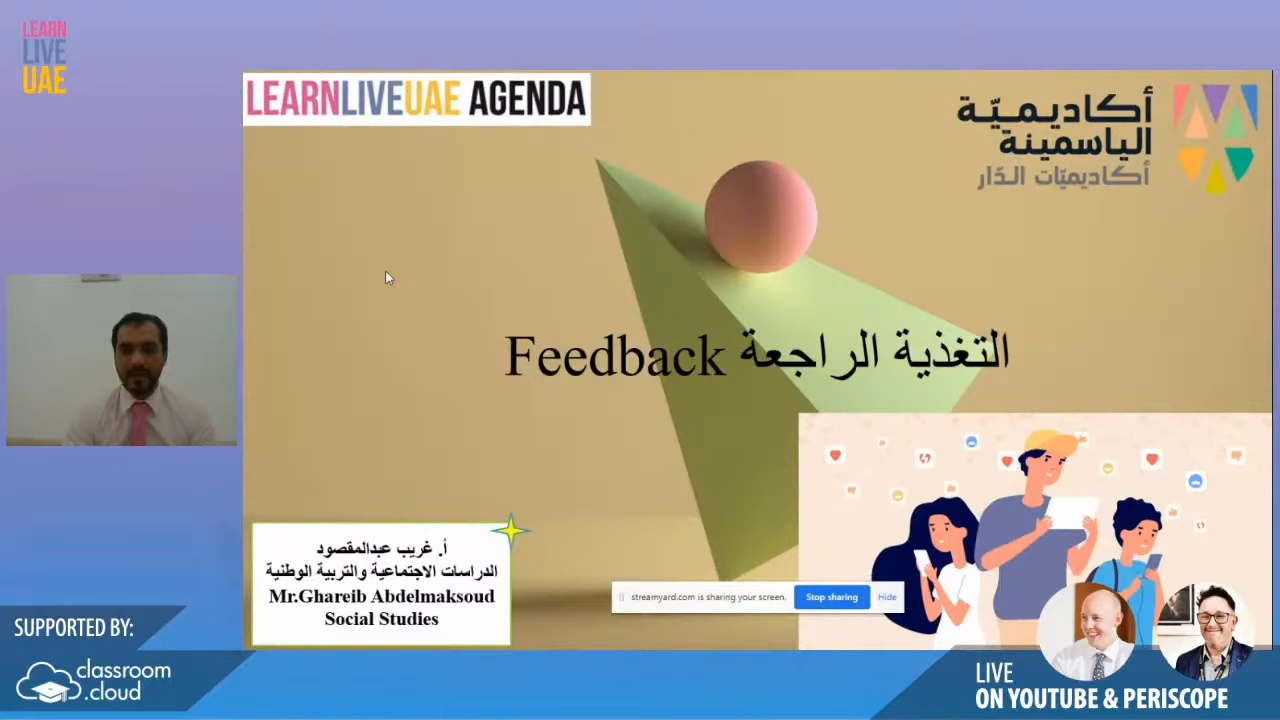 LEARN
LIVE
UAE
LEARNLIVEUAE AGENDA
أكاديميّة
الياسمينة
أكاديميّات الدّار
التغذية الراجعة Feedback
أ. غريب عبدالمقصود
الدراسات الاجتماعية والتربية الوطنية
Mr.Ghareib Abdelmaksoud
Social Studies
streamyard.com is sharing your screen.
Stop sharing
Hide
SUPPORTED BY:
classroom
.cloud
LIVE
ON YOUTUBE & PERISCOPE